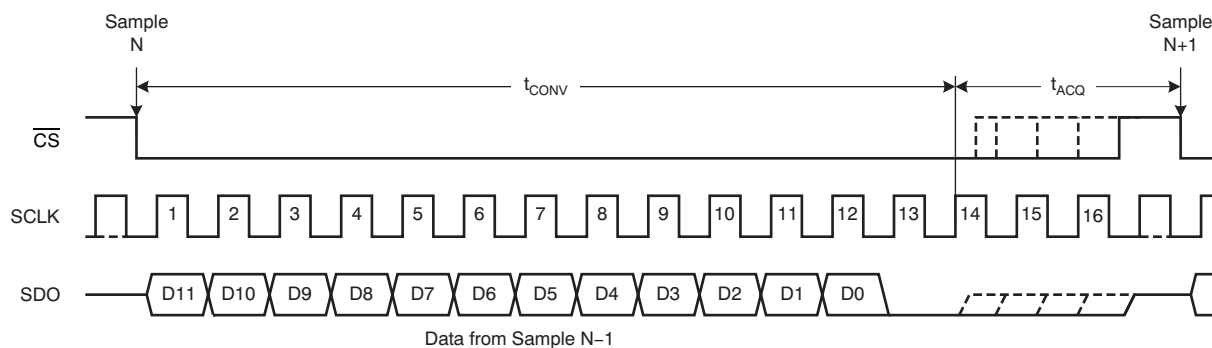 Sample
N
Sample
N+1
tCONV
tACQ
CS
SCLK
1 2 3 4 5 6 7 8 9 10 11 12 13 14 15 16
SDO
D11 D10 D9 D8 D7 D6 D5 D4 D3 D2 D1 D0
Data from Sample N−1